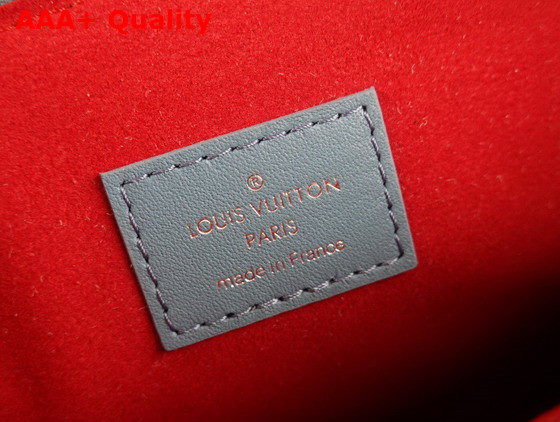 AAA+ Quality
®
LOUIS VUITTON
PARIS
made in France